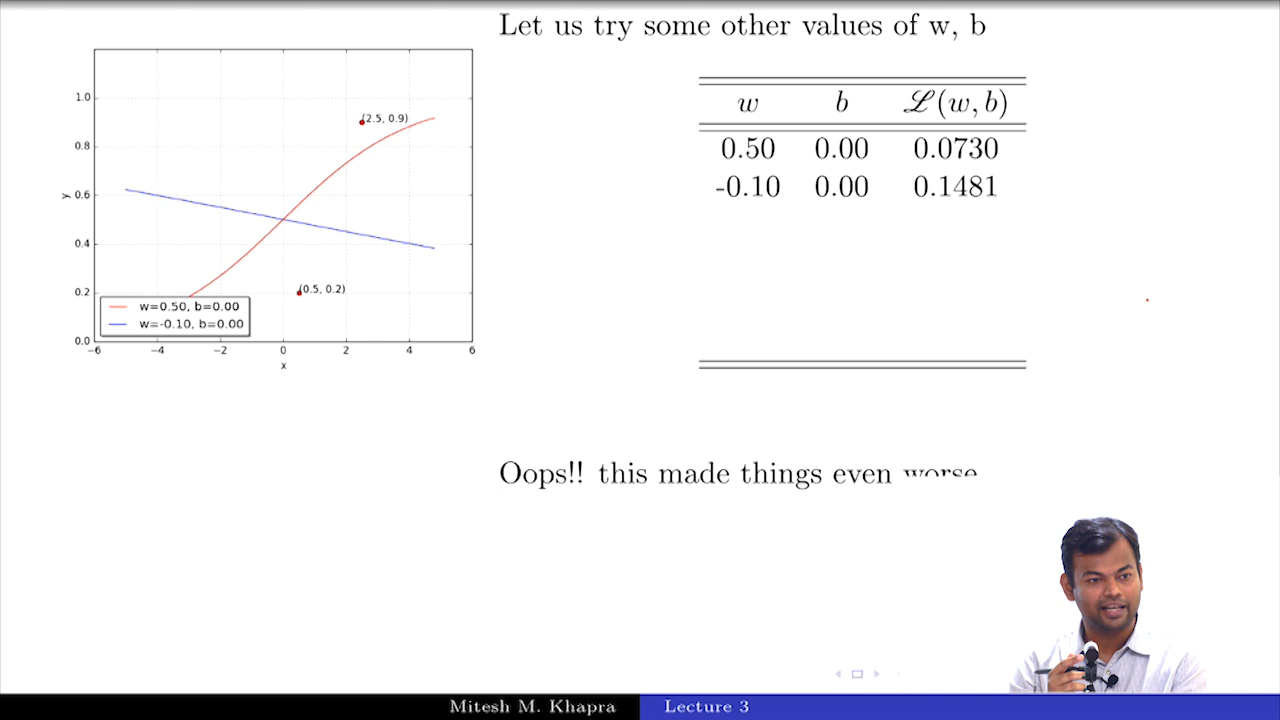 Let us try some other values of w, b
w b ℒ(w, b)
0.50 0.00 0.0730
-0.10 0.00 0.1481
1.0
0.8
0.6
0.4
0.2
0.0
y
(2.5, 0.9)
(0.5, 0.2)
w=0.50, b=0.00
w=-0.10, b=0.00
−6 −4 −2 0 2 4 6
x
Oops!! this made things even worse
Mitesh M. Khapra Lecture 3